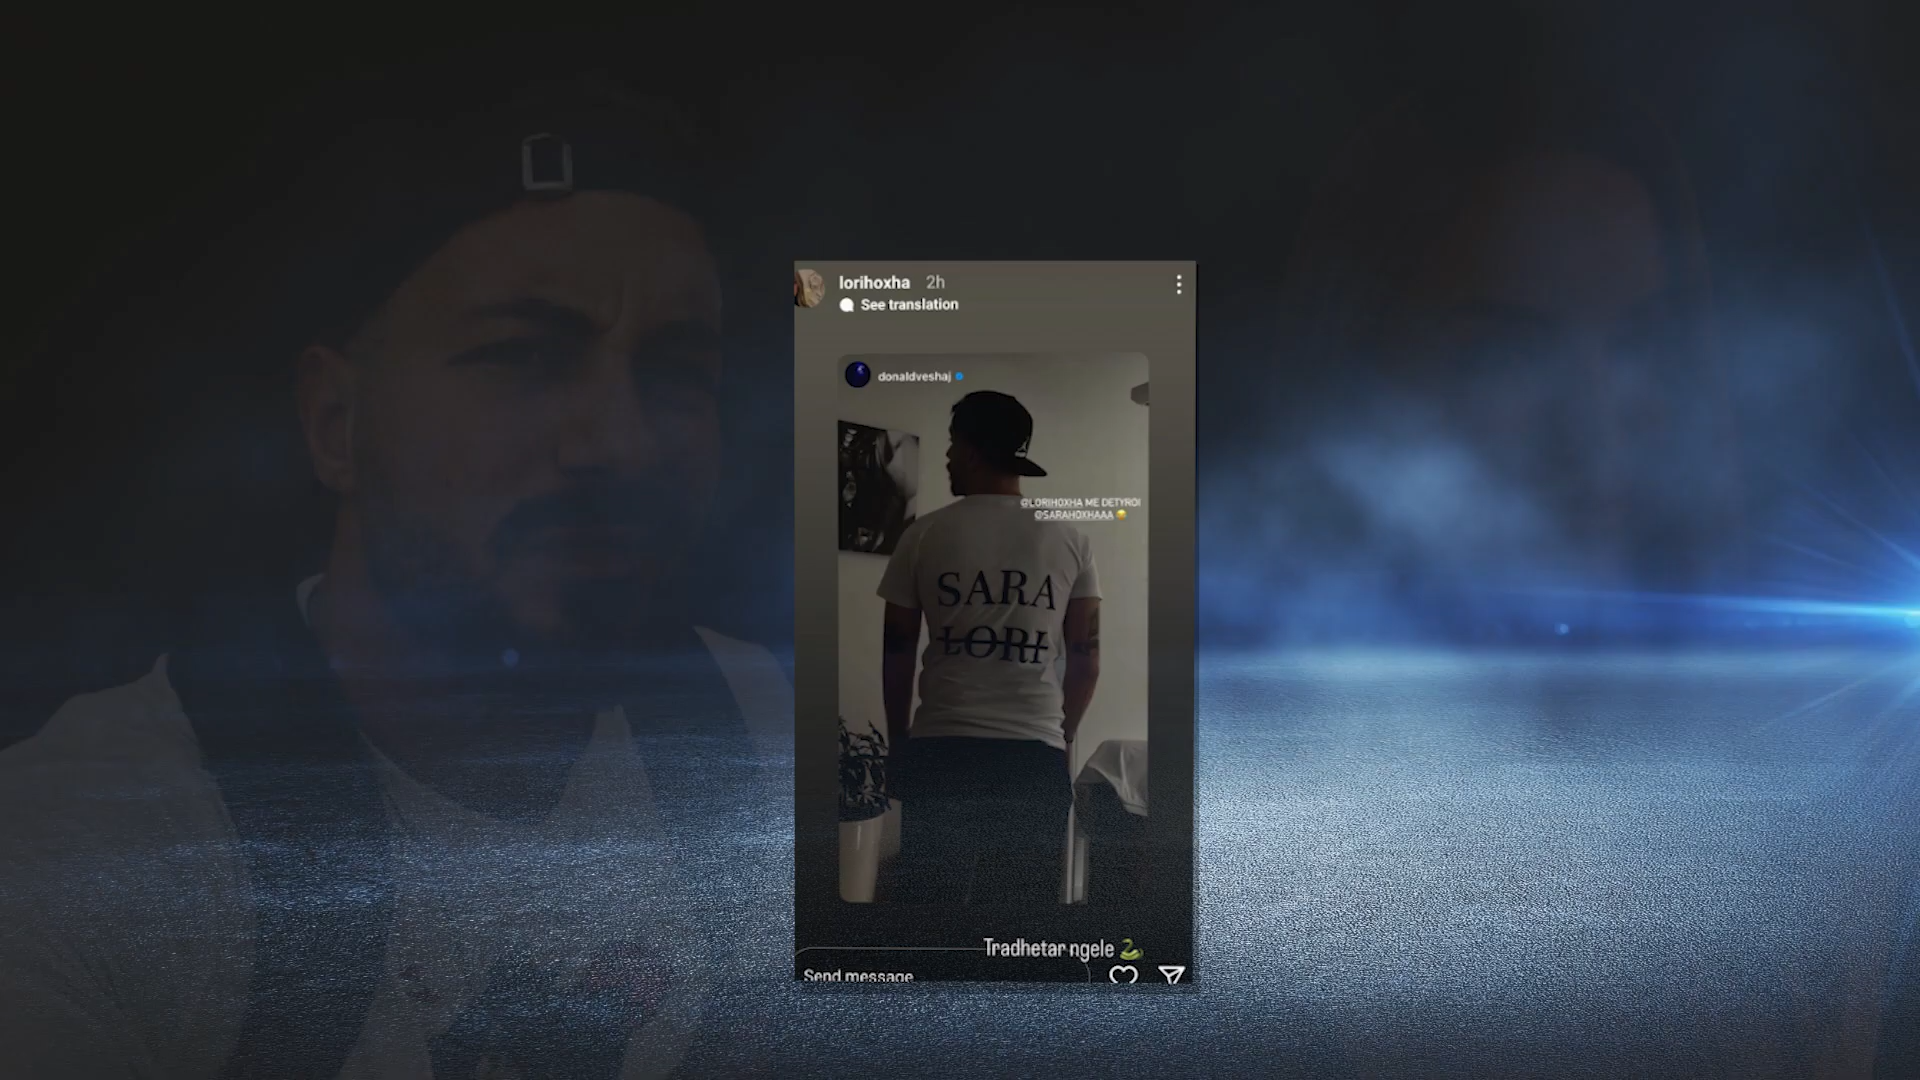 lorihoxha 2h
See translation
donaldveshaj
@LORIHOXHA ME DETYROI
@SARAHOXHAAA
SARA
LORI
Tradhetar ngele
Send message